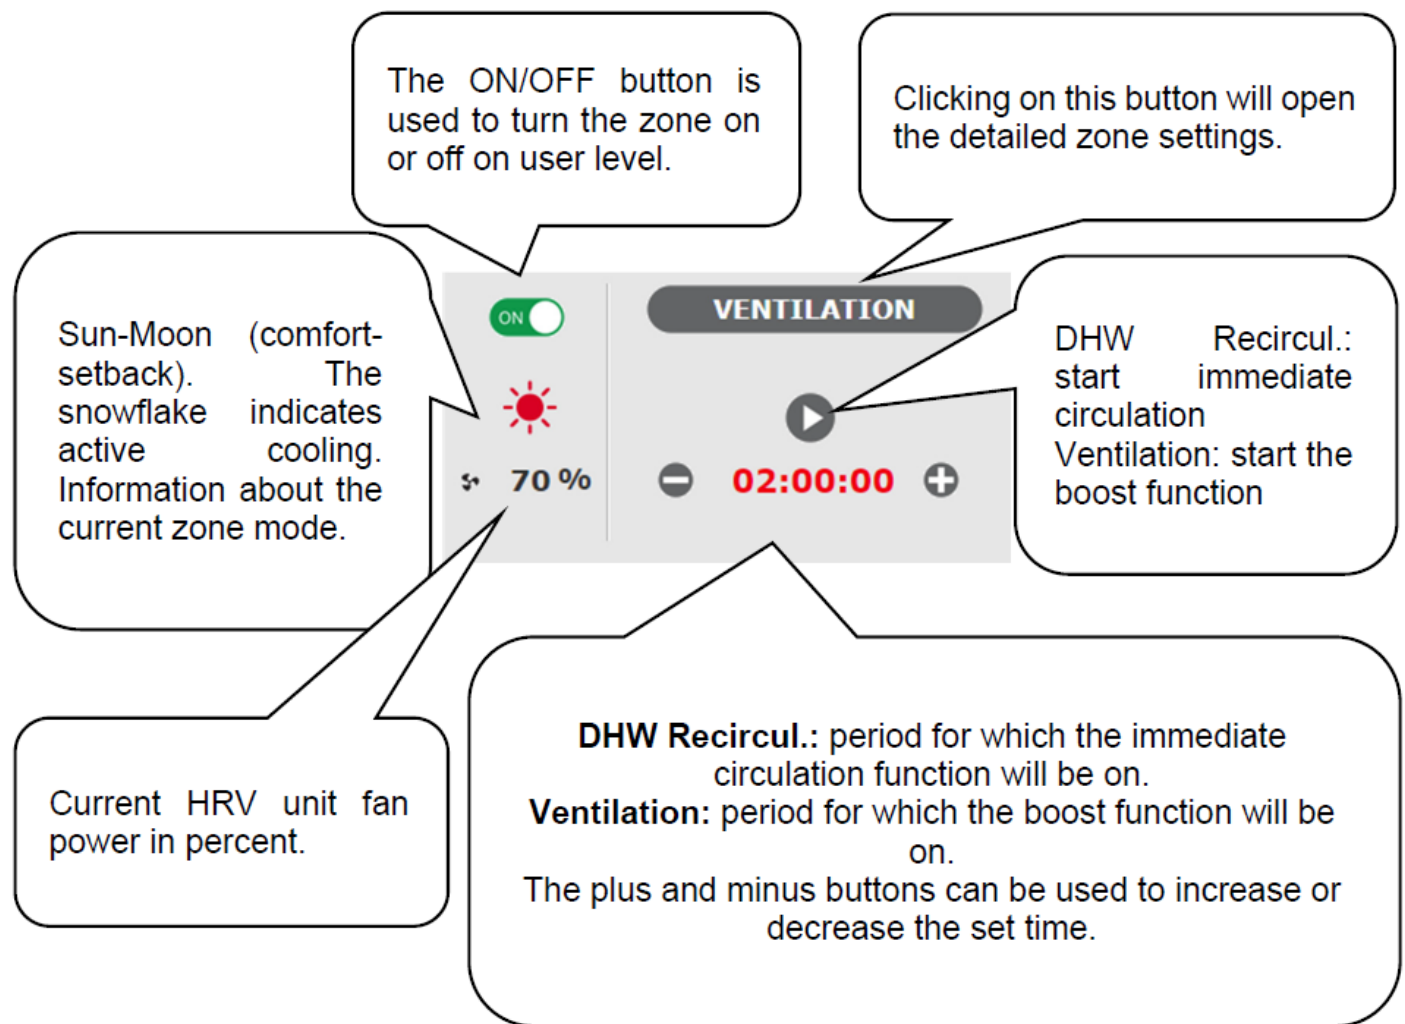 The ON/OFF button is
used to turn the zone on
or off on user level.
Clicking on this button will open
the detailed zone settings.
Sun-Moon (comfort-
setback). The
snowflake indicates
active cooling.
Information about the
current zone mode.
ON
VENTILATION
70 %
02:00:00
DHW Recircul.:
start immediate
circulation
Ventilation: start the
boost function
Current HRV unit fan
power in percent.
DHW Recircul.: period for which the immediate
circulation function will be on.
Ventilation: period for which the boost function will be
on.
The plus and minus buttons can be used to increase or
decrease the set time.